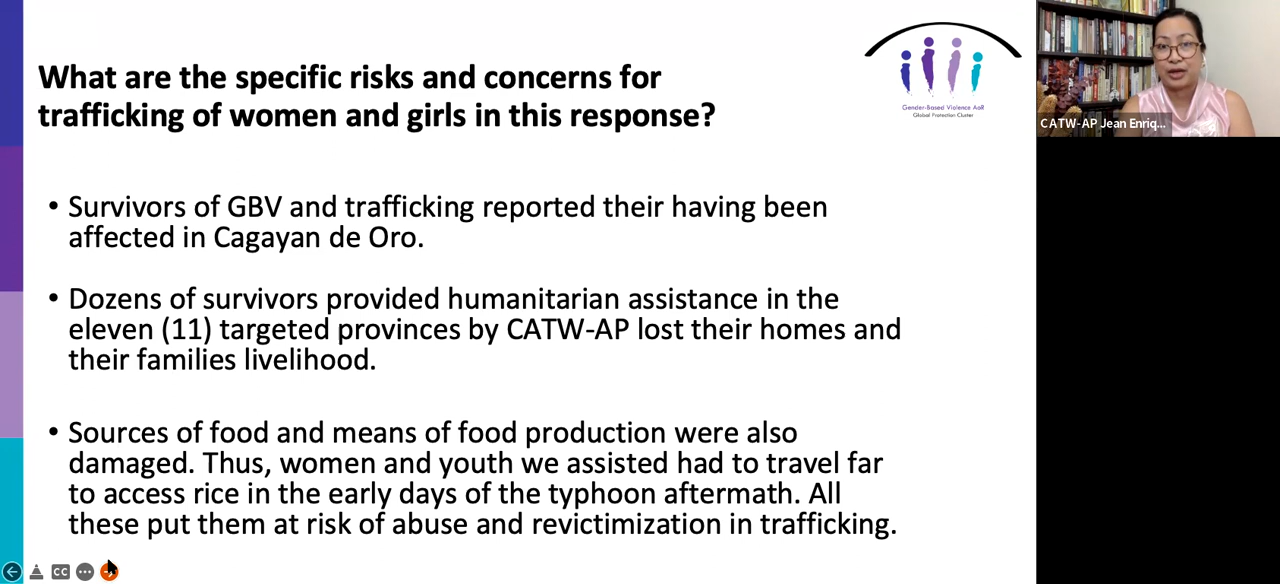 What are the specific risks and concerns for
trafficking of women and girls in this response?
Gender-Based Violence AoR
Global Protection Cluster
CATW-AP Jean Enriq...
• Survivors of GBV and trafficking reported their having been
affected in Cagayan de Oro.
• Dozens of survivors provided humanitarian assistance in the
eleven (11) targeted provinces by CATW-AP lost their homes and
their families livelihood.
• Sources of food and means of food production were also
damaged. Thus, women and youth we assisted had to travel far
to access rice in the early days of the typhoon aftermath. All
these put them at risk of abuse and revictimization in trafficking.
CC